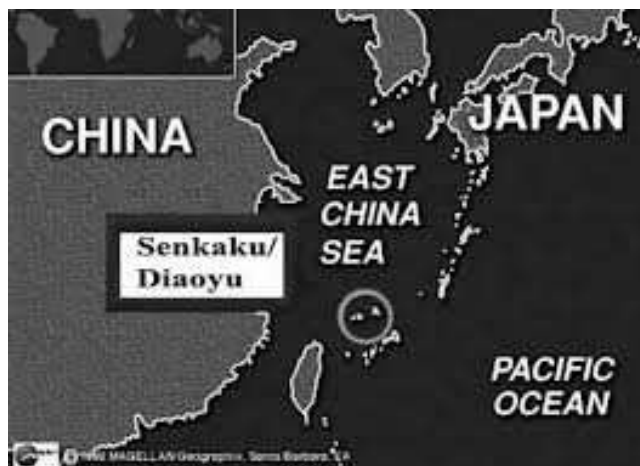 CHINA
JAPAN
EAST
CHINA
SEA
Senkaku/
Diaoyu
PACIFIC
OCEAN
MAGELLAN Geographix, Santa Barbara, CA